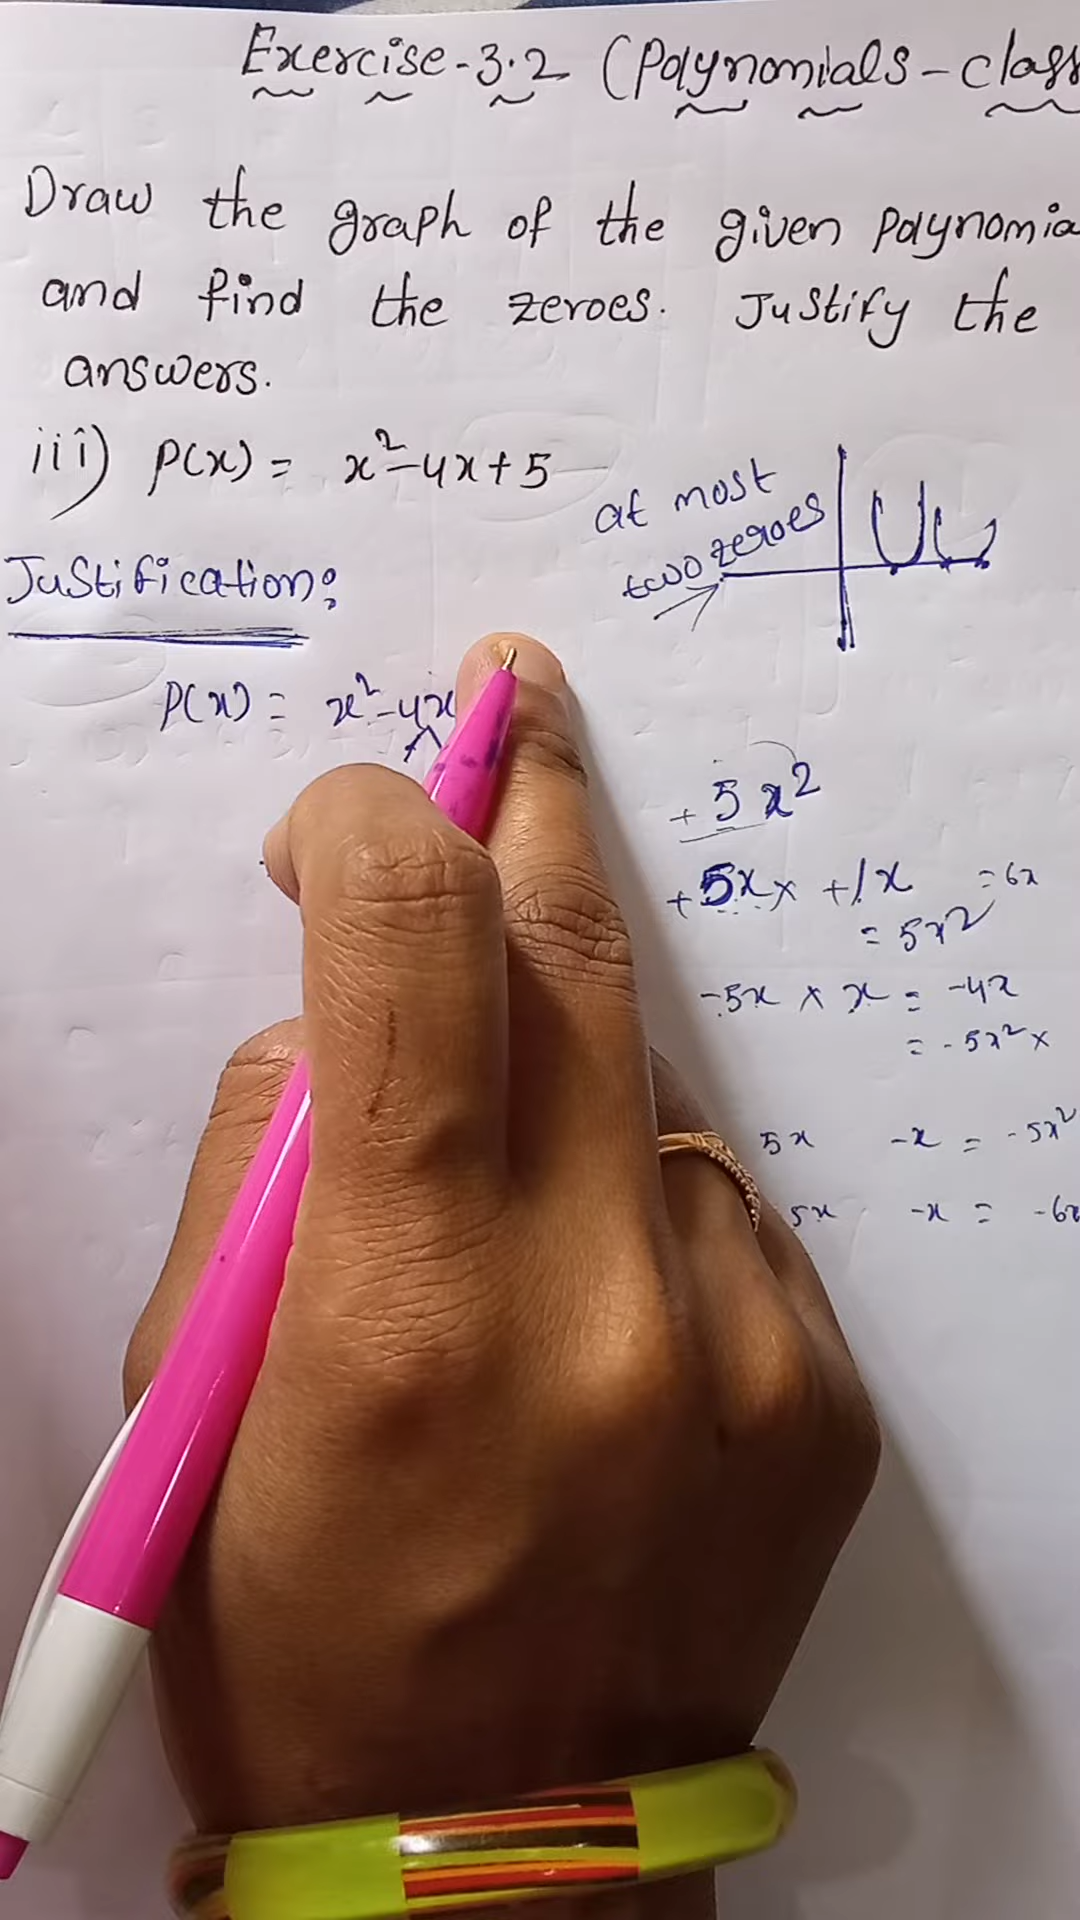 Exercise-3.2 (Polynomials-class
Draw the graph of the given Polynomia
and find the zeroes. Justify the
answers.
iii) P(x) = x²-4x+5
at most
two zeroes
Justification:
P(x) = x²-4x
+ 5x²
+5x x +1x = 6x
= 5x²
-5x × x = -4x
= -5x² ×
5x -x = -5x²
5x -x = -6x